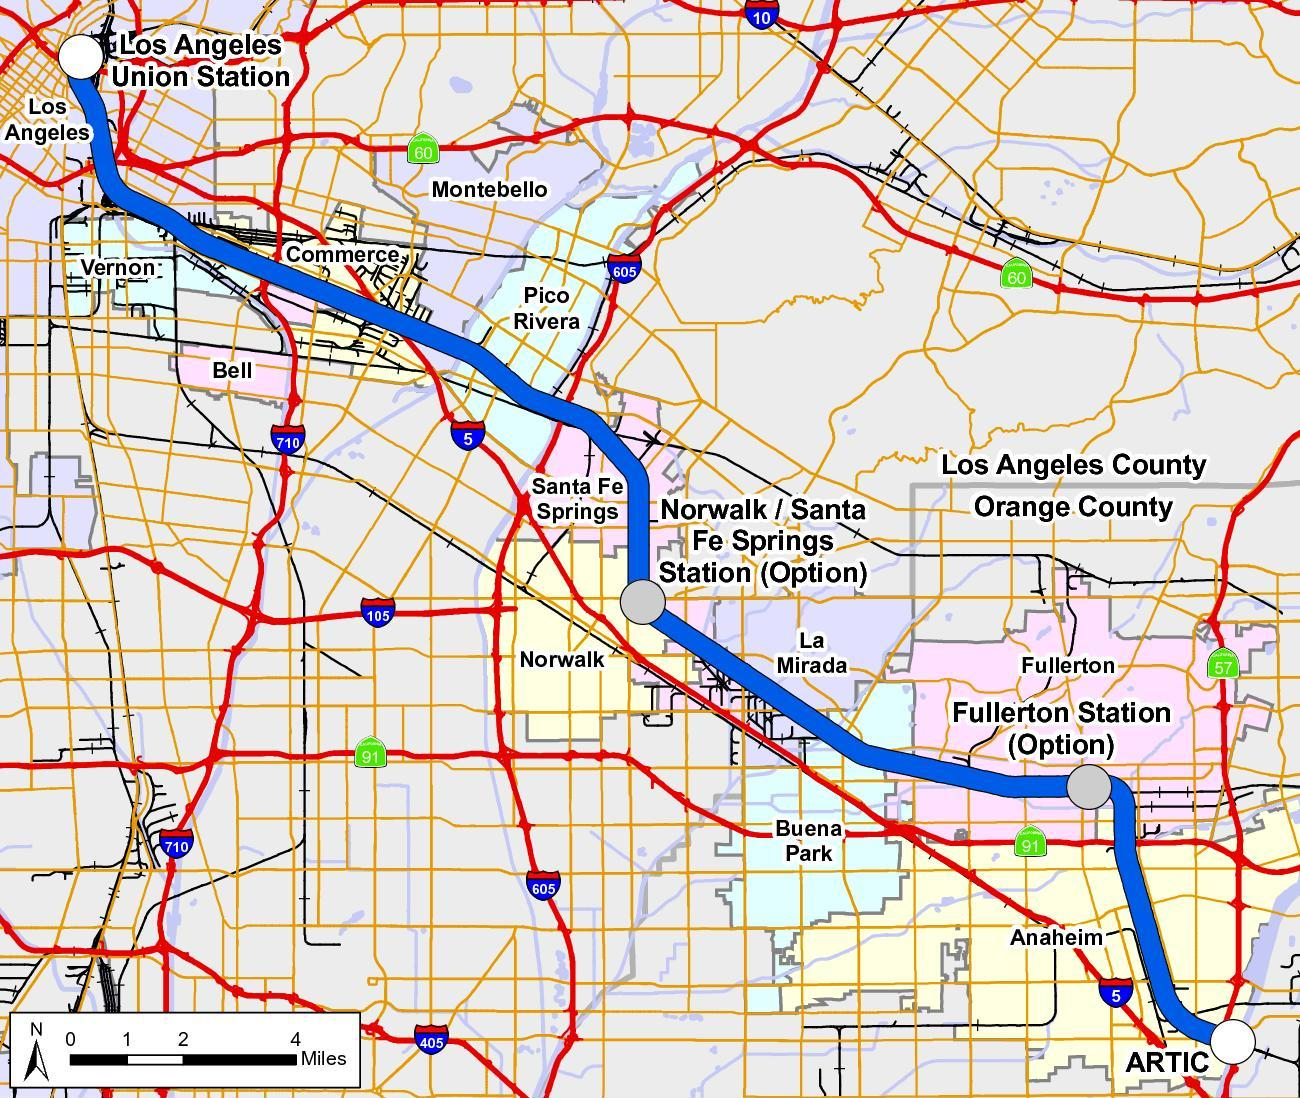 10
Los Angeles
Union Station
Los
Angeles
60
Montebello
Commerce
Vernon
605
60
Pico
Rivera
Bell
710
5
Los Angeles County
Orange County
Santa Fe
Springs
Norwalk / Santa
Fe Springs
Station (Option)
105
Norwalk
La
Mirada
Fullerton
57
Fullerton Station
(Option)
91
710
Buena
Park
91
605
Anaheim
5
405
ARTIC
N
0 1 2 4
Miles